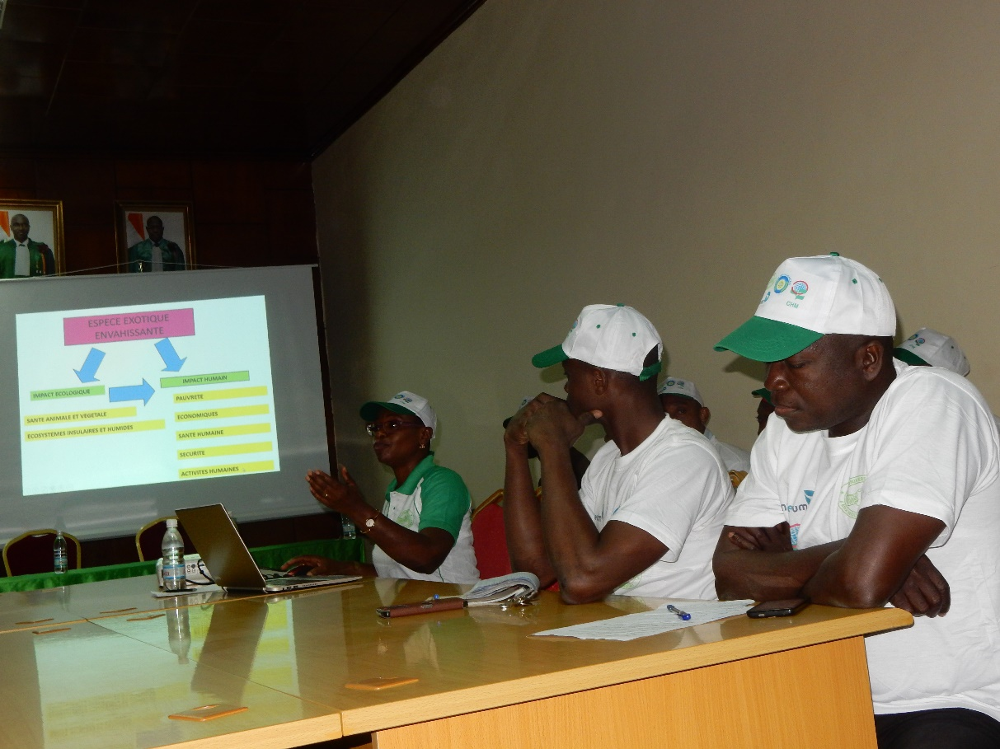 ESPECE EXOTIQUE
ENVAHISSANTE
IMPACT ECOLOGIQUE
SANTE ANIMALE ET VEGETALE
ECOSYSTEMES INSULAIRES ET HUMIDES
IMPACT HUMAIN
PAUVRETE
ECONOMIQUES
SANTE HUMAINE
SECURITE
ACTIVITES HUMAINES
CHM